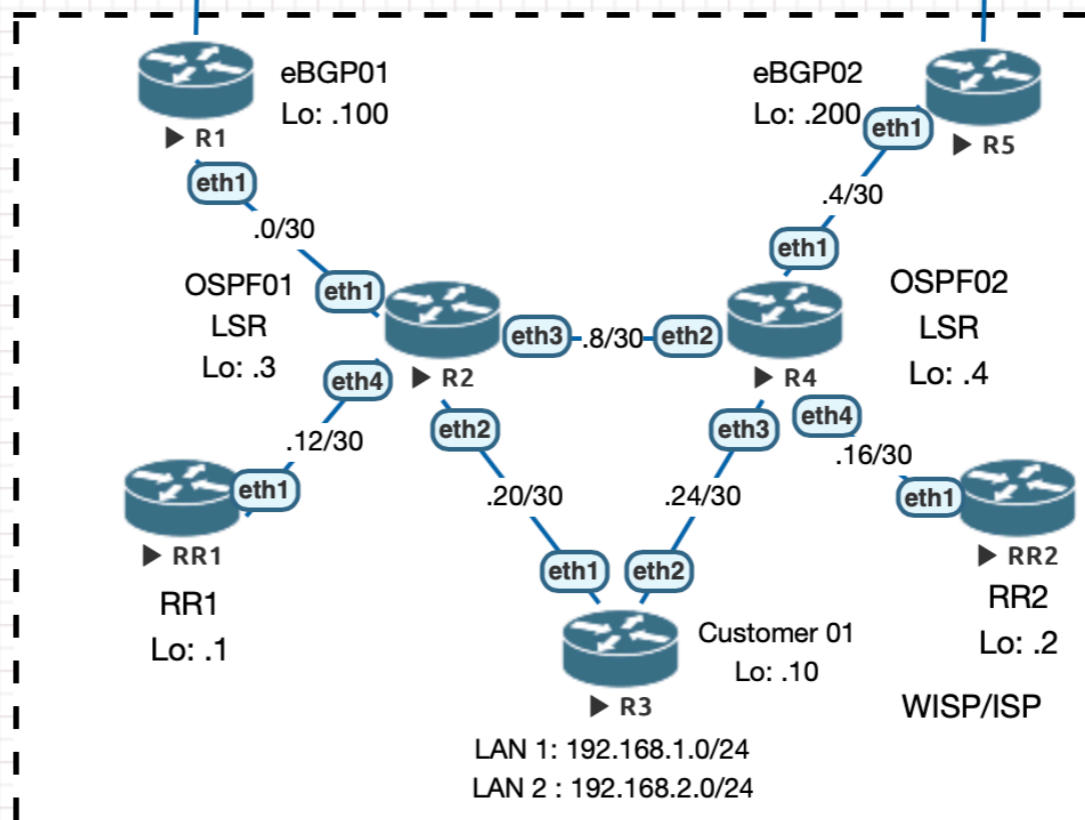 eBGP01
Lo: .100
R1
eth1
.0/30
eBGP02
Lo: .200
eth1
R5
.4/30
eth1
OSPF01
LSR
Lo: .3
eth1
R2
eth3
.8/30
eth2
R4
OSPF02
LSR
Lo: .4
eth4
.12/30
eth1
RR1
RR1
Lo: .1
eth2
.20/30
eth1
eth3
.24/30
eth2
eth4
.16/30
eth1
RR2
RR2
Lo: .2
Customer 01
Lo: .10
R3
WISP/ISP
LAN 1: 192.168.1.0/24
LAN 2 : 192.168.2.0/24